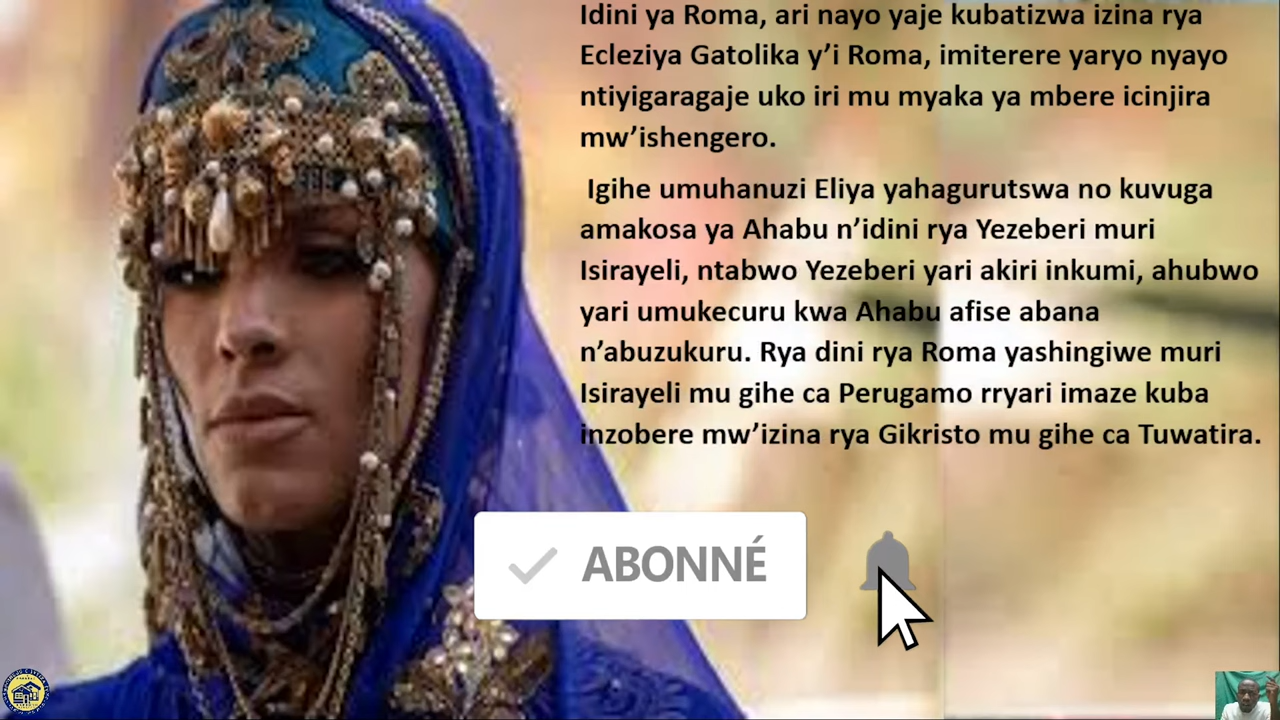 Idini ya Roma, ari nayo yaje kubatizwa izina rya
Ecleziya Gatolika y’i Roma, imiterere yaryo nyayo
ntiyigaragaje uko iri mu myaka ya mbere icinjira
mw’ishengero.
Igihe umuhanuzi Eliya yahagurutswa no kuvuga
amakosa ya Ahabu n’idini rya Yezeberi muri
Isirayeli, ntabwo Yezeberi yari akiri inkumi, ahubwo
yari umukecuru kwa Ahabu afise abana
n’abuzukuru. Rya dini rya Roma yashingiwe muri
Isirayeli mu gihe ca Perugamo rryari imaze kuba
inzobere mw’izina rya Gikristo mu gihe ca Tuwatira.
ABONNÉ